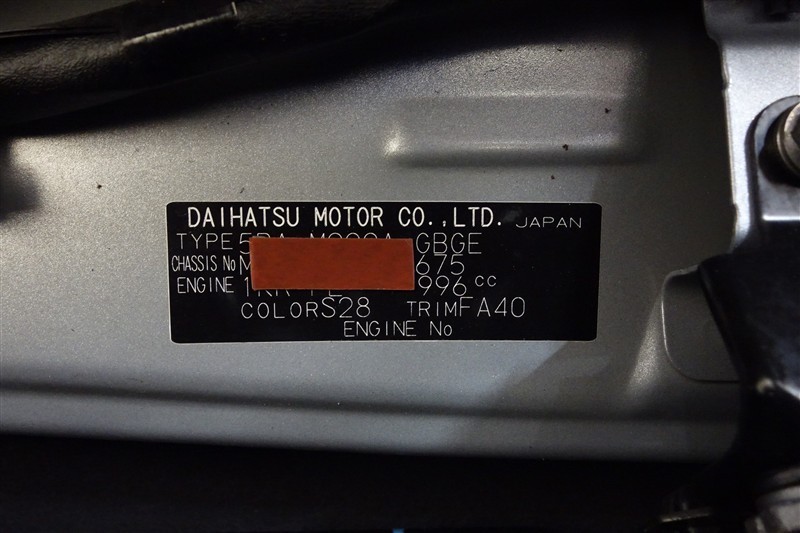 DAIHATSU MOTOR CO.,LTD. JAPAN
TYPE GBGE
CHASSIS No 675
ENGINE 996 cc
COLOR S28 TRIM FA40
ENGINE No